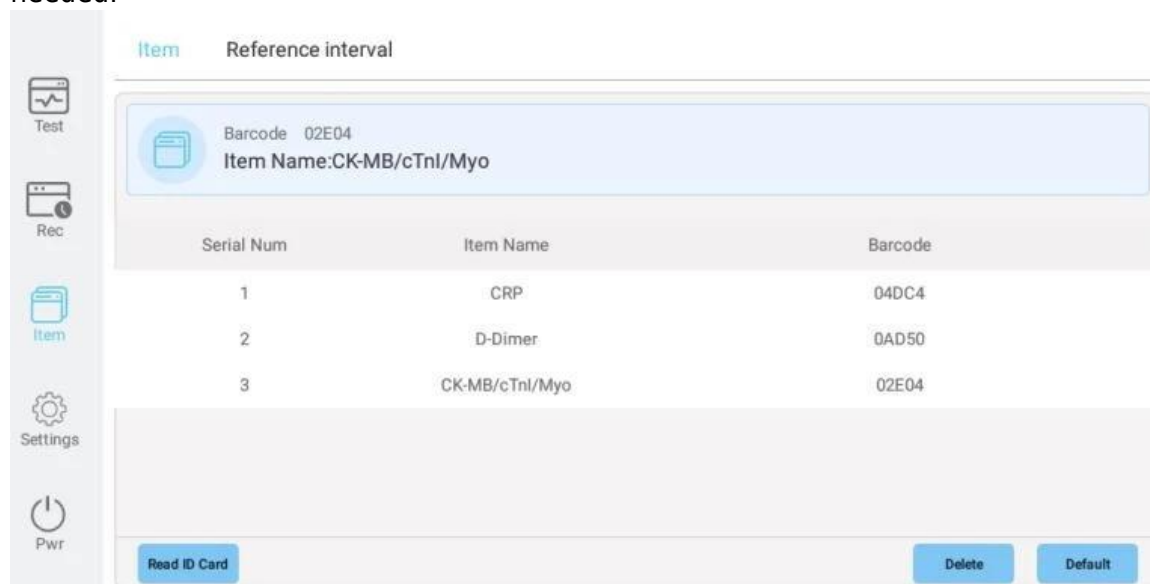 Item Reference interval
Test
Barcode 02E04
Item Name:CK-MB/cTnI/Myo
Rec
Serial Num Item Name Barcode
1 CRP 04DC4
Item
2 D-Dimer 0AD50
3 CK-MB/cTnI/Myo 02E04
Settings
Pwr
Read ID Card Delete Default